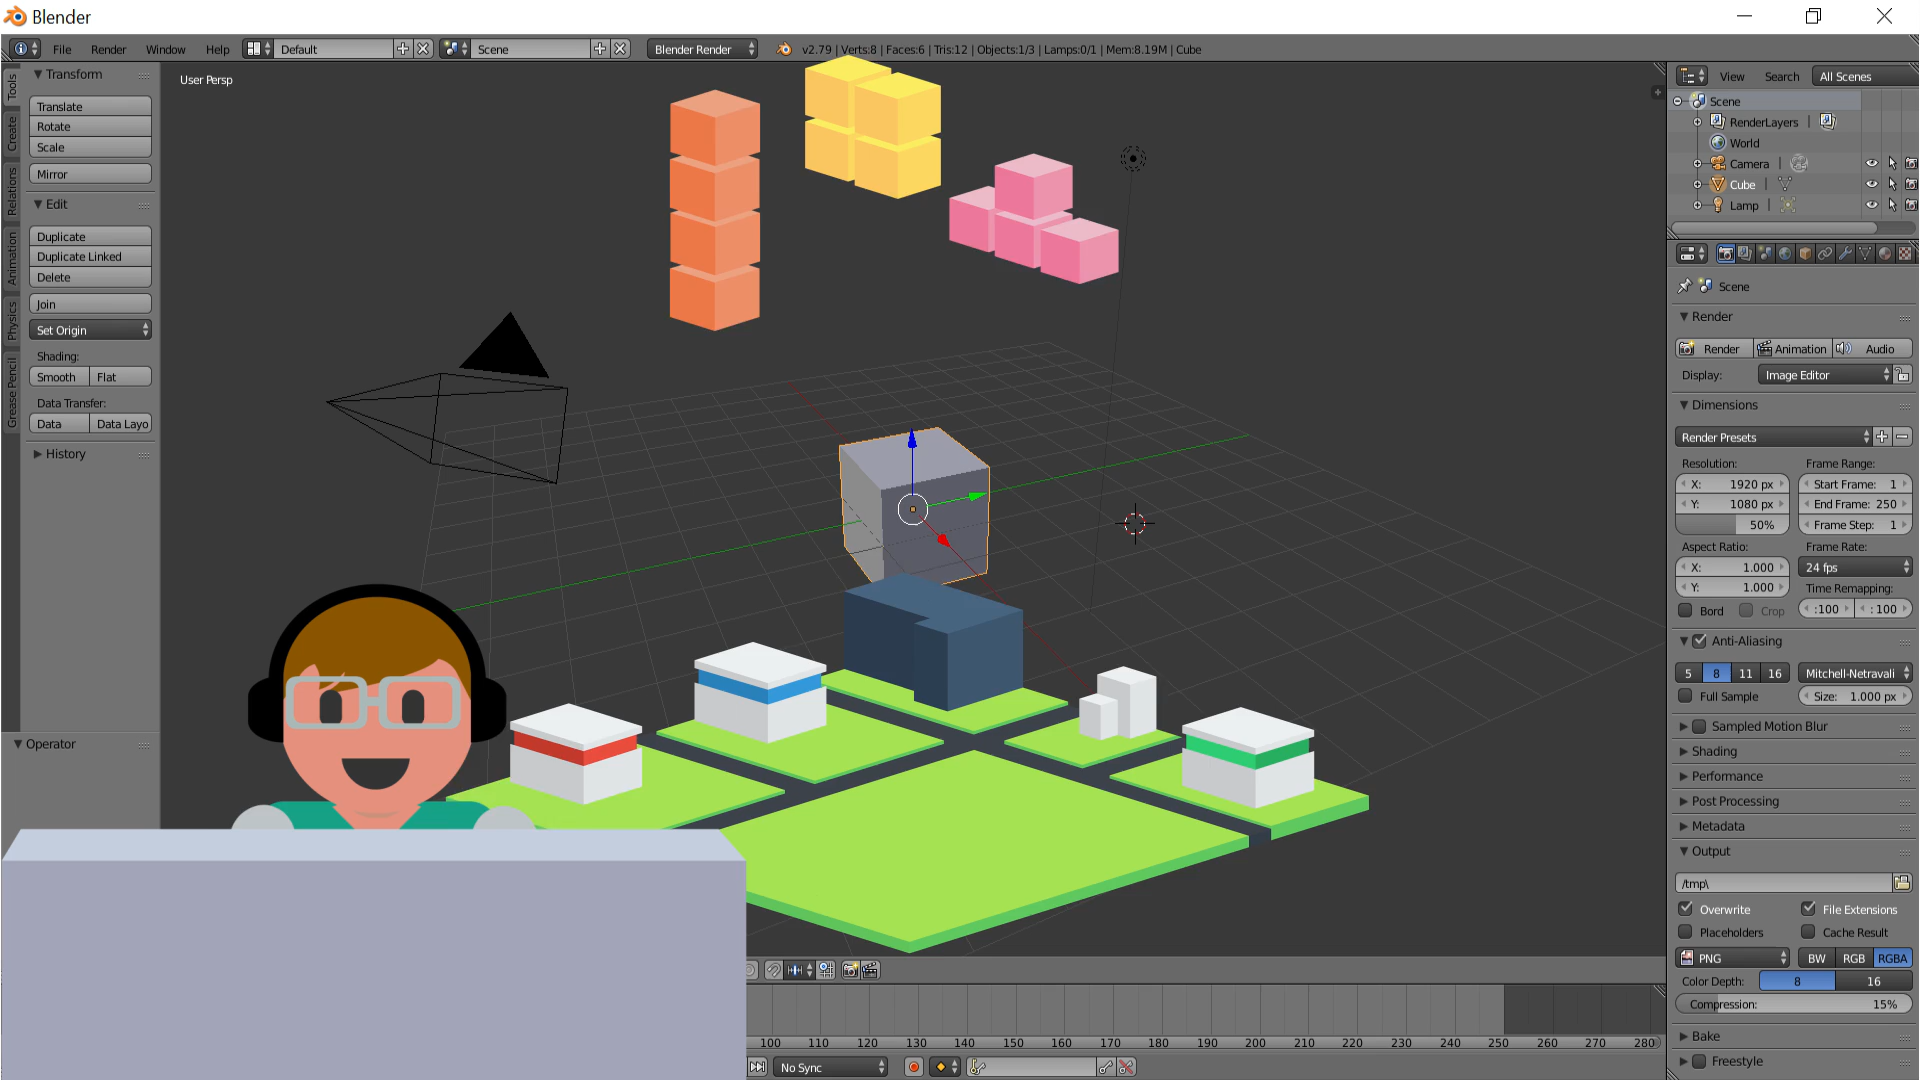 Blender
File Render Window Help Default Scene Blender Render v2.79 | Verts:8 | Faces:6 | Tris:12 | Objects:1/3 | Lamps:0/1 | Mem:8.19M | Cube
Tools
Create
Relations
Animation
Physics
Grease Pencil
Transform
Translate
Rotate
Scale
Mirror
Edit
Duplicate
Duplicate Linked
Delete
Join
Set Origin
Shading:
Smooth Flat
Data Transfer:
Data Data Layo
History
Operator
User Persp
View Search All Scenes
Scene
RenderLayers |
World
Camera |
Cube |
Lamp |
Scene
Render
Render Animation Audio
Display: Image Editor
Dimensions
Render Presets
Resolution: Frame Range:
X: 1920 px Start Frame: 1
Y: 1080 px End Frame: 250
50% Frame Step: 1
Aspect Ratio: Frame Rate:
X: 1.000 24 fps
Y: 1.000 Time Remapping:
Bord Crop :100 : 100
Anti-Aliasing
5 8 11 16 Mitchell-Netravali
Full Sample Size: 1.000 px
Sampled Motion Blur
Shading
Performance
Post Processing
Metadata
Output
/tmp\
Overwrite File Extensions
Placeholders Cache Result
PNG BW RGB RGBA
Color Depth: 8 16
Compression: 15%
Bake
Freestyle
100 110 120 130 140 150 160 170 180 190 200 210 220 230 240 250 260 270 280
No Sync